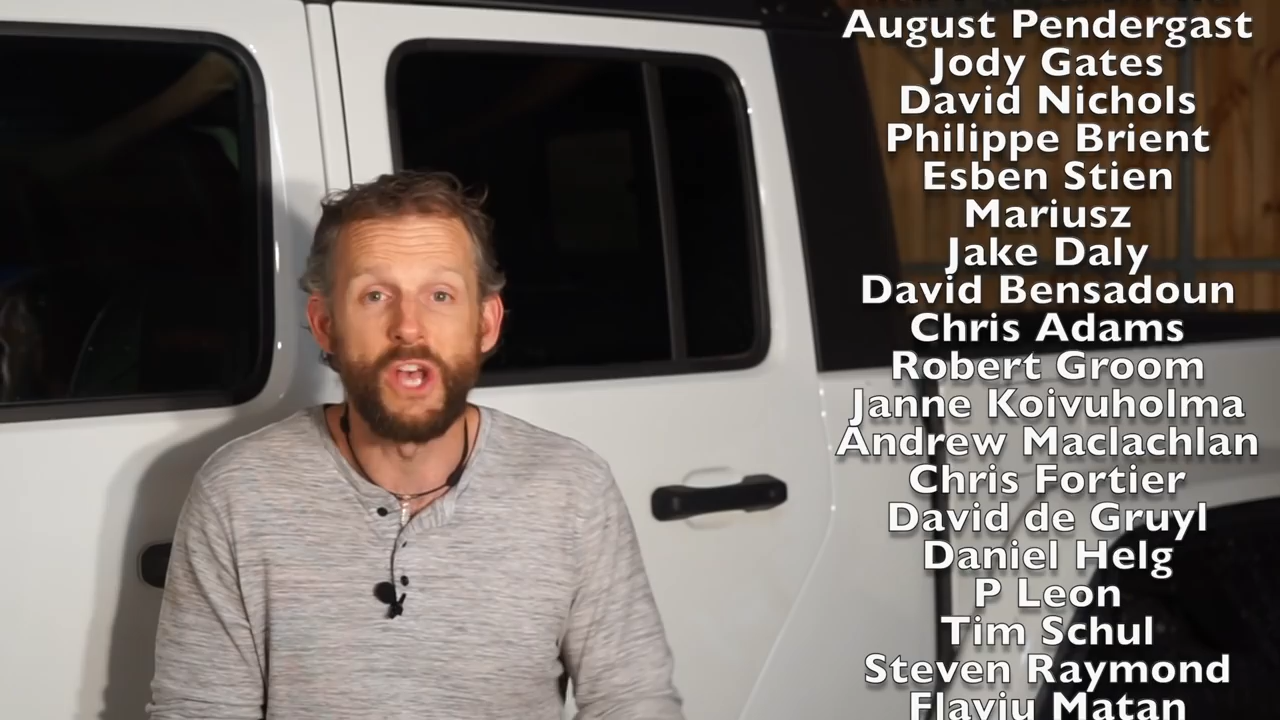 August Pendergast
Jody Gates
David Nichols
Philippe Brient
Esben Stien
Mariusz
Jake Daly
David Bensadoun
Chris Adams
Robert Groom
Janne Koivuholma
Andrew Maclachlan
Chris Fortier
David de Gruyl
Daniel Helg
P Leon
Tim Schul
Steven Raymond
Flaviu Matan